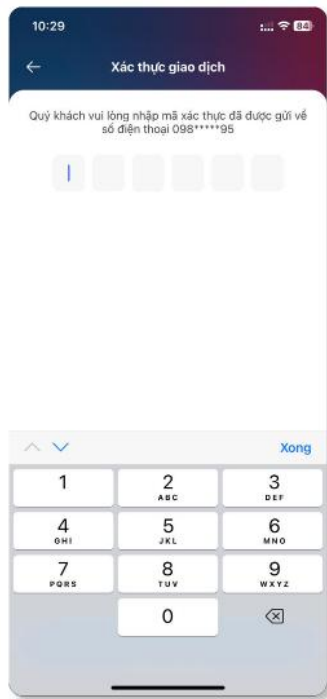 10:29
84
Xác thực giao dịch
Quý khách vui lòng nhập mã xác thực đã được gửi về
số điện thoại 098*****95
Xong
1
2
ABC
3
DEF
4
GHI
5
JKL
6
MNO
7
PQRS
8
TUV
9
WXYZ
0